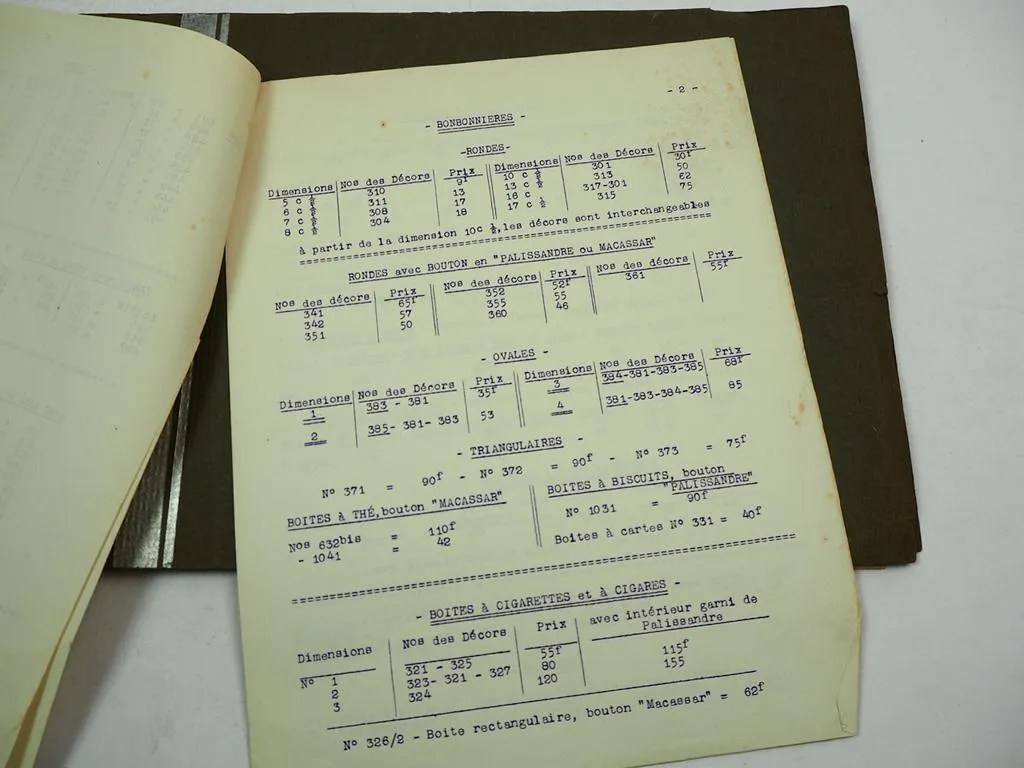 - 2 -
- BONBONNIERES -
-RONDES-
Dimensions Nos des Décors Prix Dimensions Nos des Décors Prix
5 c ½ 310 9f 10 c ½ 301 30f
6 c ½ 311 13 13 c ½ 313 50
7 c ½ 308 17 16 c 317-301 62
8 c ½ 304 18 17 c ½ 315 75
à partir de la dimension 10c ½,les décors sont interchangeables
RONDES avec BOUTON en "PALISSANDRE ou MACASSAR"
Nos des décors Prix Nos des décors Prix Nos des décors Prix
341 65f 352 52f 361 55f
342 57 355 55
351 50 360 46
- OVALES -
Dimensions Nos des Décors Prix Dimensions Nos des Décors Prix
1 383 - 381 35f 3 384-381-383-385 68f
2 385- 381- 383 53 4 381-383-384-385 85
- TRIANGULAIRES -
N° 371 = 90f - N° 372 = 90f - N° 373 = 75f
BOITES à THÉ,bouton "MACASSAR"
Nos 632bis = 110f
- 1041 = 42
BOITES à BISCUITS, bouton
"PALISSANDRE"
N° 1031 = 90f
Boites à cartes N° 331 = 40f
- BOITES à CIGARETTES et à CIGARES -
Dimensions Nos des Décors Prix avec intérieur garni de
Palissandre
N° 1 321 - 325 55f 115f
2 323- 321 - 327 80 155
3 324 120
N° 326/2 - Boite rectangulaire, bouton "Macassar" = 62f